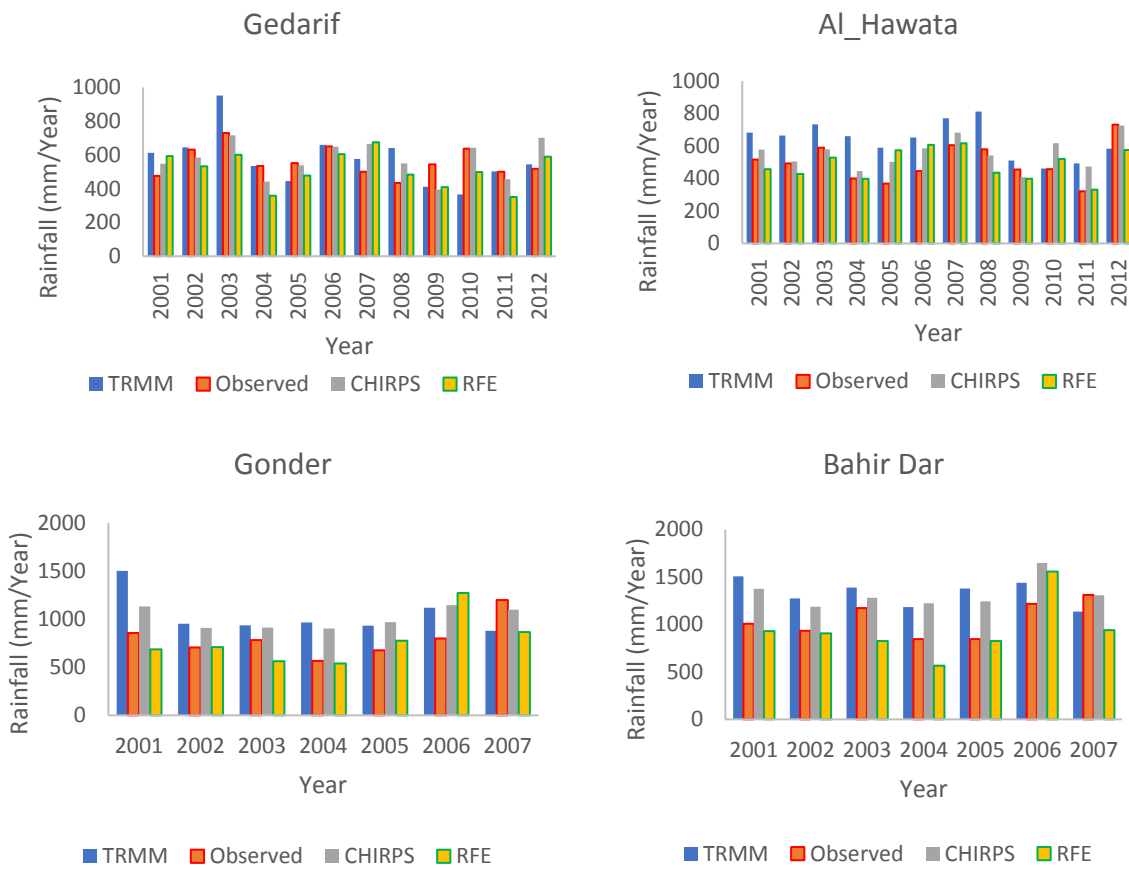 Gedarif
Rainfall (mm/Year)
1000
800
600
400
200
0
2001 2002 2003 2004 2005 2006 2007 2008 2009 2010 2011 2012
Year
TRMM Observed CHIRPS RFE
Al_Hawata
Rainfall (mm/Year)
1000
800
600
400
200
0
2001 2002 2003 2004 2005 2006 2007 2008 2009 2010 2011 2012
Year
TRMM Observed CHIRPS RFE
Gonder
Rainfall (mm/Year)
2000
1500
1000
500
0
2001 2002 2003 2004 2005 2006 2007
Year
TRMM Observed CHIRPS RFE
Bahir Dar
Rainfall (mm/Year)
2000
1500
1000
500
0
2001 2002 2003 2004 2005 2006 2007
Year
TRMM Observed CHIRPS RFE